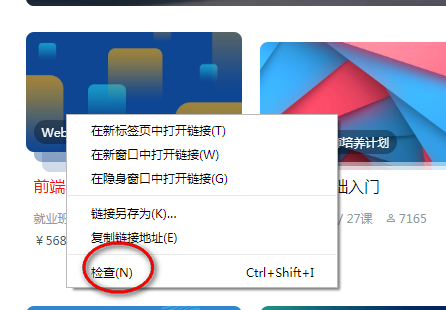 Web
在新标签页中打开链接(T)
在新窗口中打开链接(W)
在隐身窗口中打开链接(G)
链接另存为(K)...
复制链接地址(E)
检查(N) Ctrl+Shift+I
前端
就业班
￥568
培养计划
础入门
/ 27课 7165